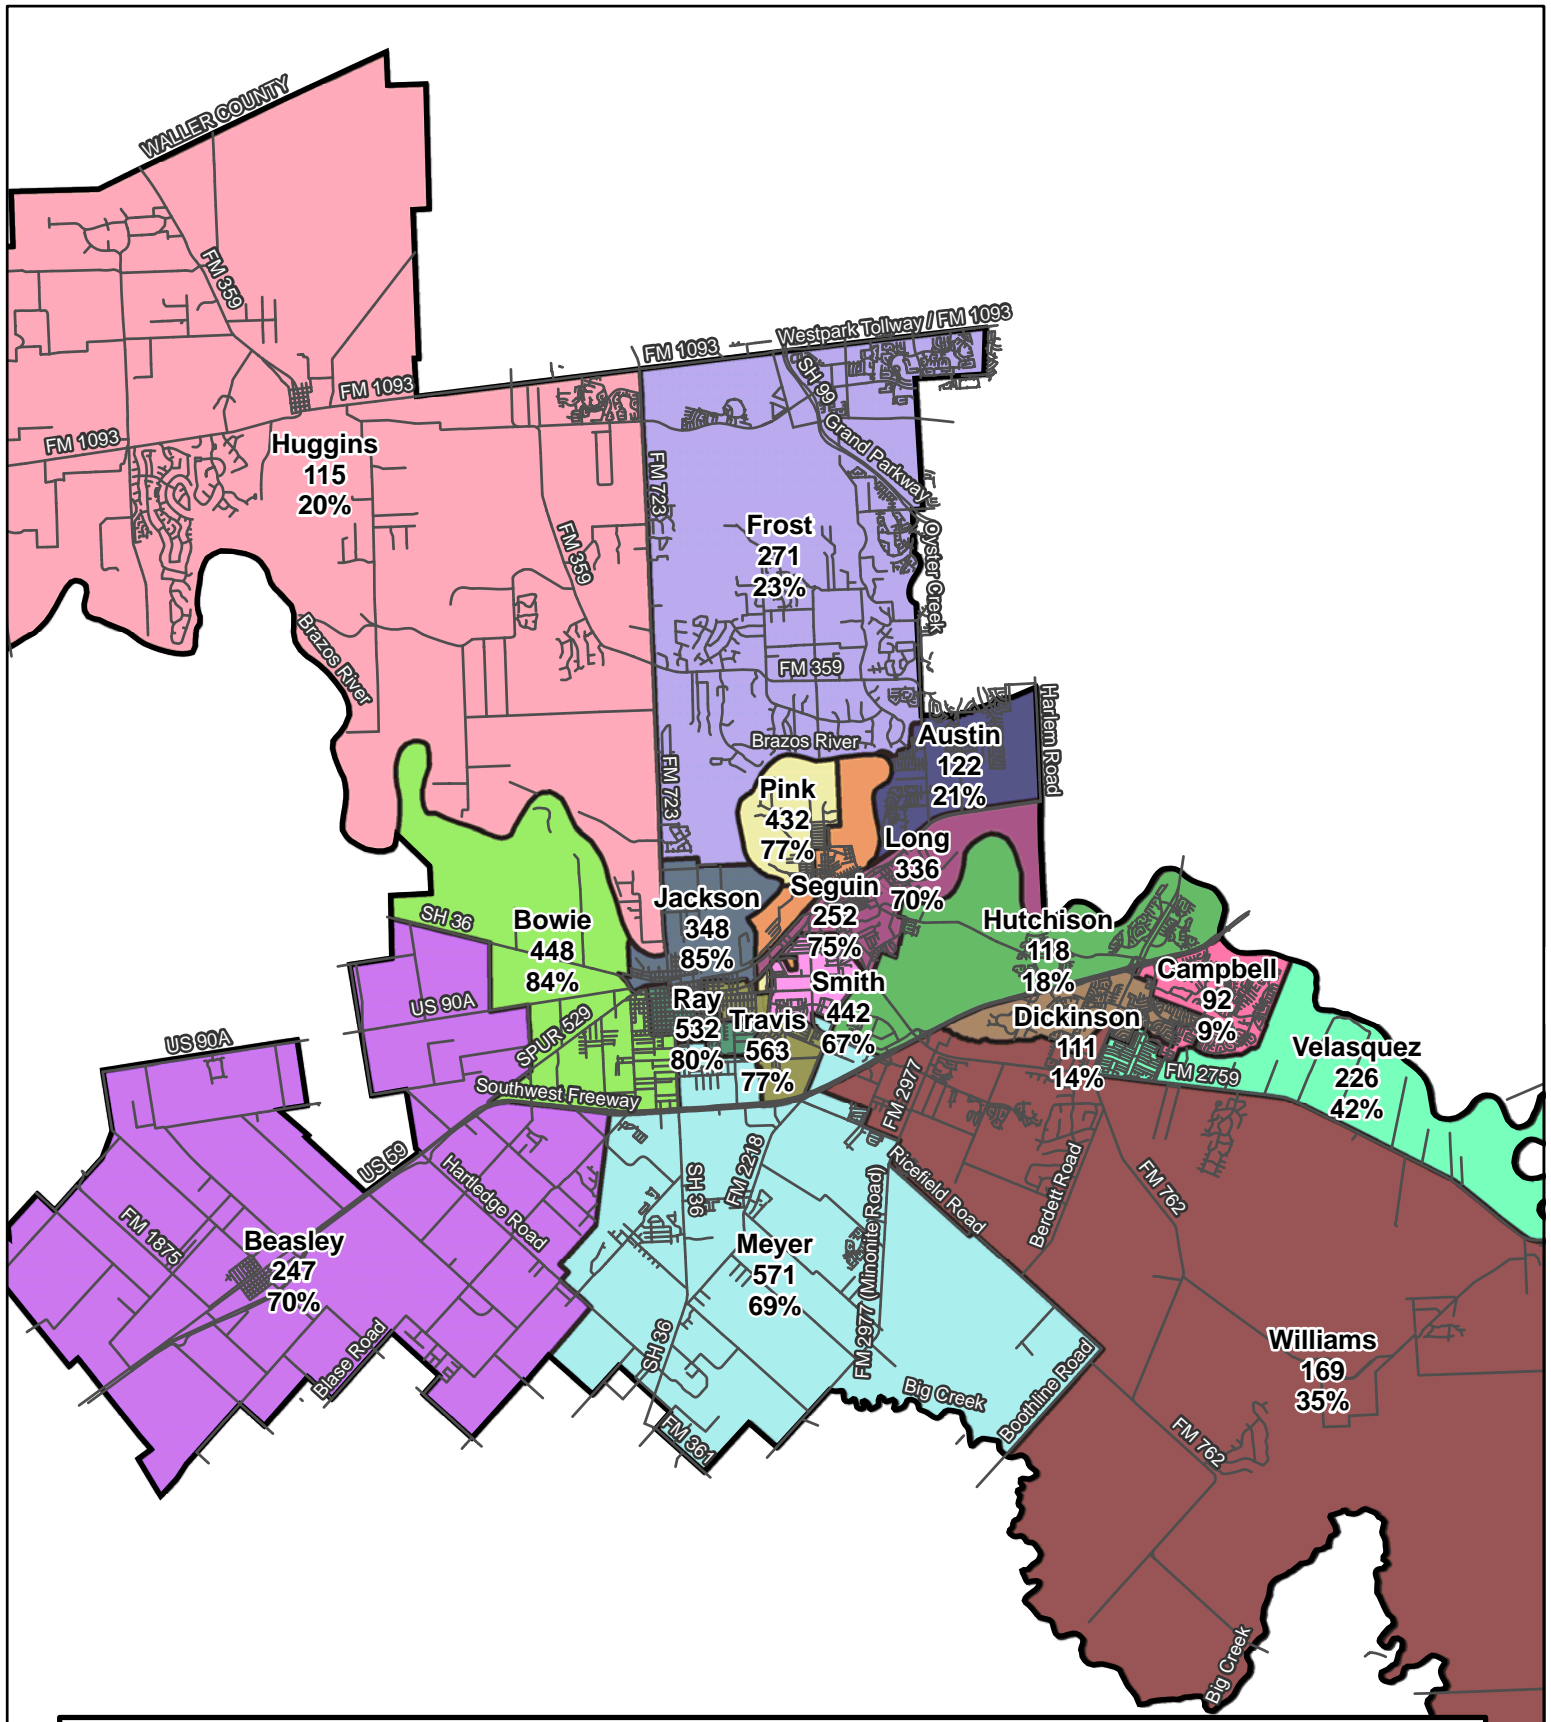 WALLER COUNTY
FM 359
FM 1093
FM 1093
Huggins
115
20%
FM 1093
Westpark Tollway / FM 1093
SH 99
Grand Parkway
FM 723
FM 359
Frost
271
23%
Oyster Creek
Brazos River
FM 359
Brazos River
FM 723
Austin
122
21%
Harlem Road
Pink
432
77%
Long
336
70%
Seguin
252
75%
Jackson
348
85%
SH 36
Bowie
448
84%
Hutchison
118
18%
Campbell
92
9%
Smith
442
67%
Ray
532
80%
Travis
563
77%
Dickinson
111
14%
Velasquez
226
42%
US 90A
US 90A
SPUR 529
Southwest Freeway
FM 2759
FM 2977
US 59
Hartledge Road
SH 36
FM 2218
FM 2977 (Minonite Road)
Ricefield Road
Berdett Road
FM 762
FM 1875
Beasley
247
70%
Meyer
571
69%
Blase Road
SH 36
FM 361
Big Creek
Boothline Road
Williams
169
35%
FM 762
Big Creek